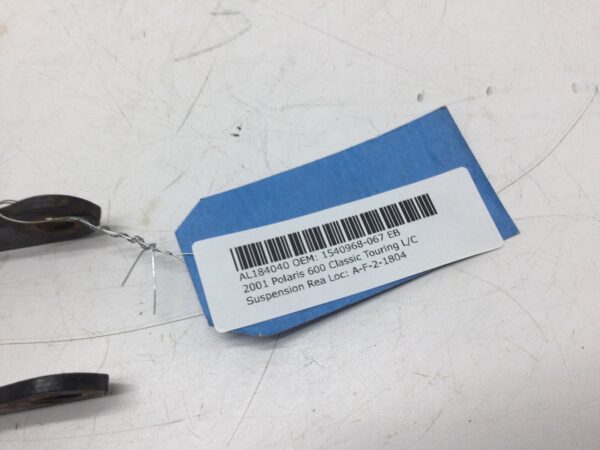 AL184040 OEM: 1540968-067 EB
2001 Polaris 600 Classic Touring L/C
Suspension Rea Loc: A-F-2-1804